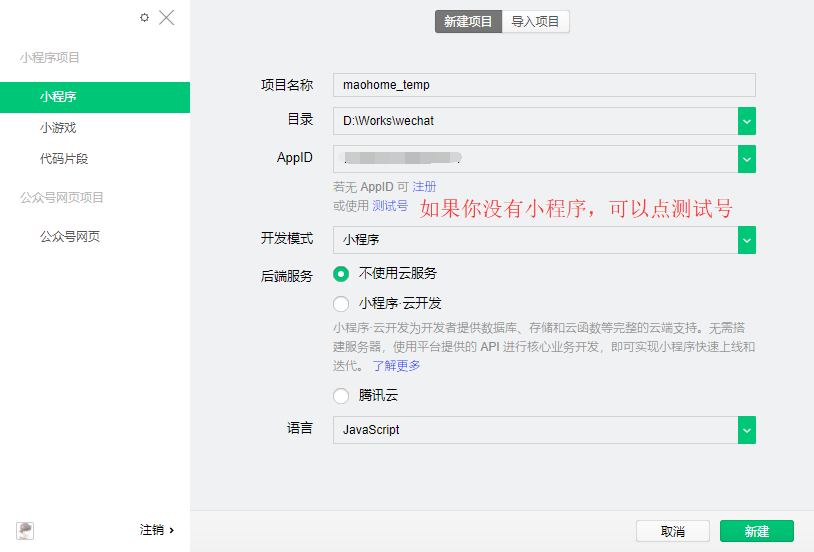 新建项目 导入项目
小程序项目
小程序
小游戏
代码片段
公众号网页项目
公众号网页
项目名称 maohome_temp
目录 D:\Works\wechat
AppID
若无 AppID 可 注册
或使用 测试号 如果你没有小程序，可以点测试号
开发模式 小程序
后端服务 不使用云服务
小程序·云开发
小程序·云开发为开发者提供数据库、存储和云函数等完整的云端支持。无需搭
建服务器，使用平台提供的 API 进行核心业务开发，即可实现小程序快速上线和
迭代。 了解更多
腾讯云
语言 JavaScript
注销 取消 新建